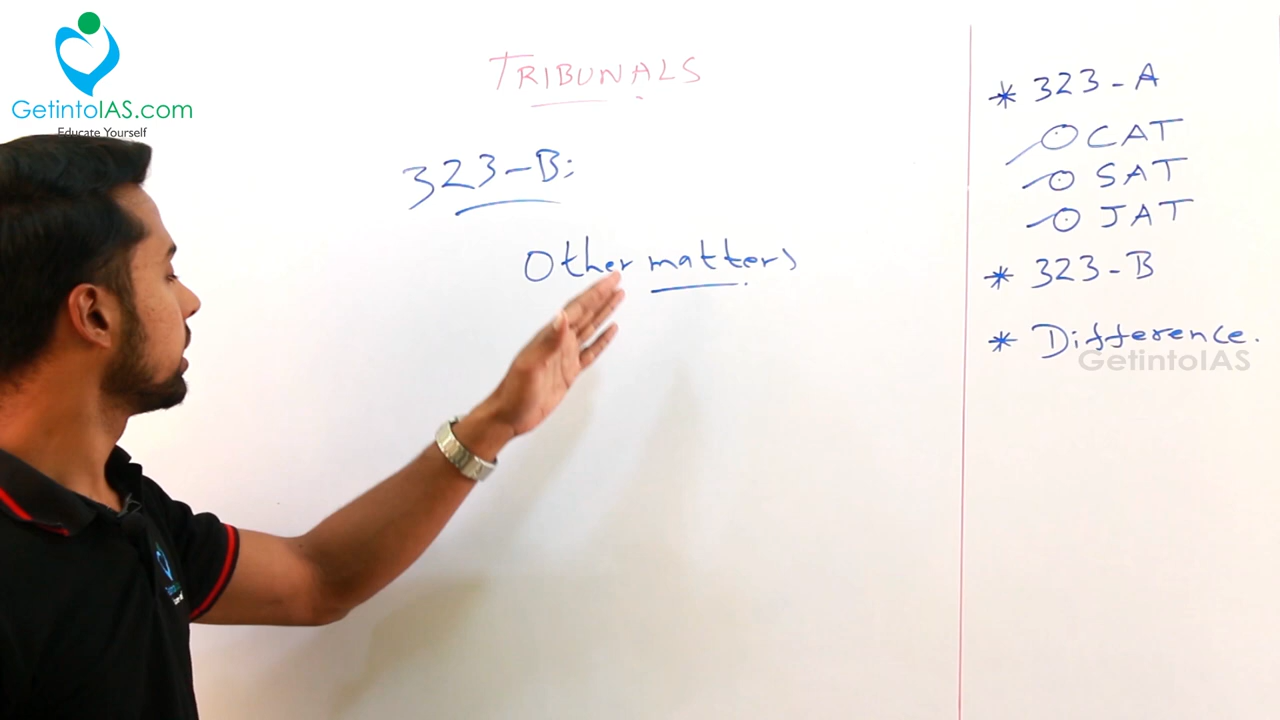 GetintoIAS.com
Educate Yourself
TRIBUNALS
323-B:
Other matters
* 323-A
CAT
SAT
JAT
* 323-B
* Difference.
GetintoIAS